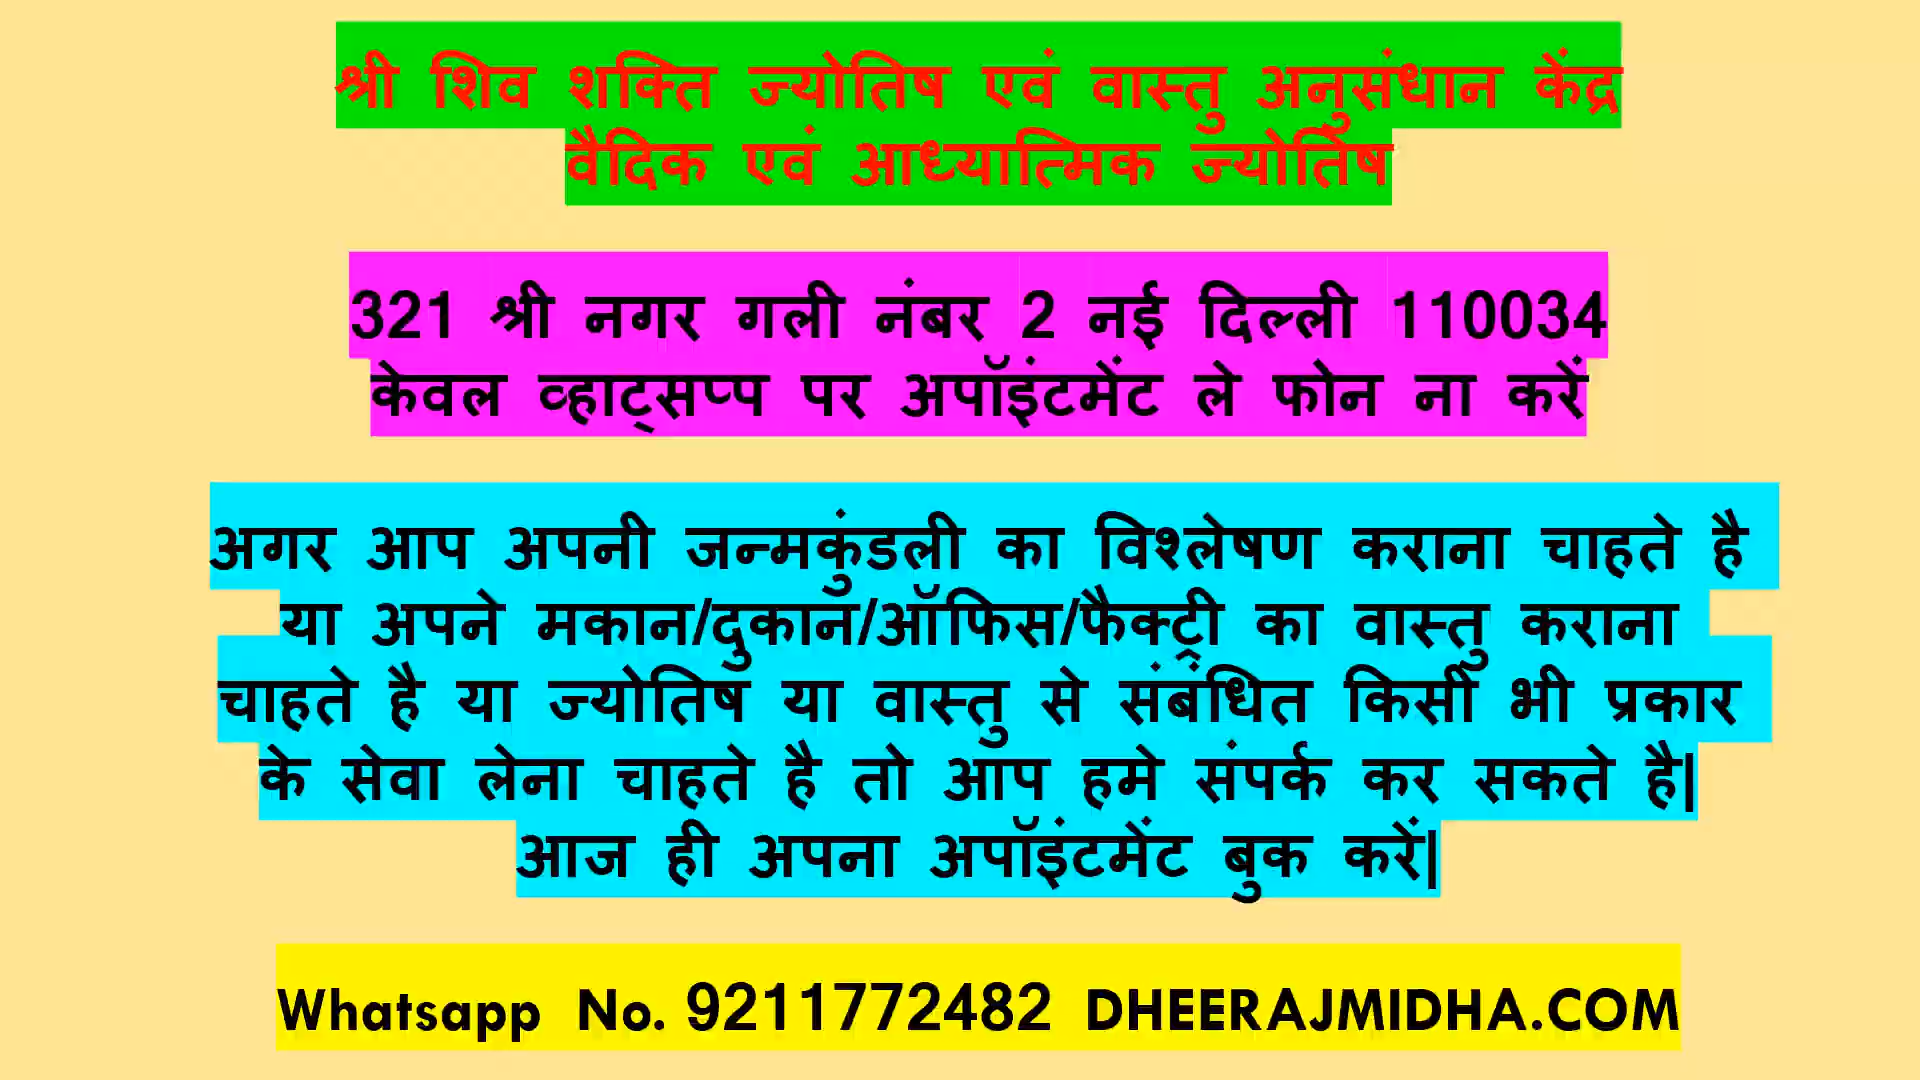 श्री शिव शक्ति ज्योतिष एवं वास्तु अनुसंधान केंद्र
वैदिक एवं आध्यात्मिक ज्योतिष
321 श्री नगर गली नंबर 2 नई दिल्ली 110034
केवल व्हाट्सप्प पर अपॉइंटमेंट ले फोन ना करें
अगर आप अपनी जन्मकुंडली का विश्लेषण कराना चाहते है
या अपने मकान/दुकान/ऑफिस/फैक्ट्री का वास्तु कराना
चाहते है या ज्योतिष या वास्तु से संबंधित किसी भी प्रकार
के सेवा लेना चाहते है तो आप हमे संपर्क कर सकते है|
आज ही अपना अपॉइंटमेंट बुक करें|
Whatsapp No. 9211772482 DHEERAJMIDHA.COM